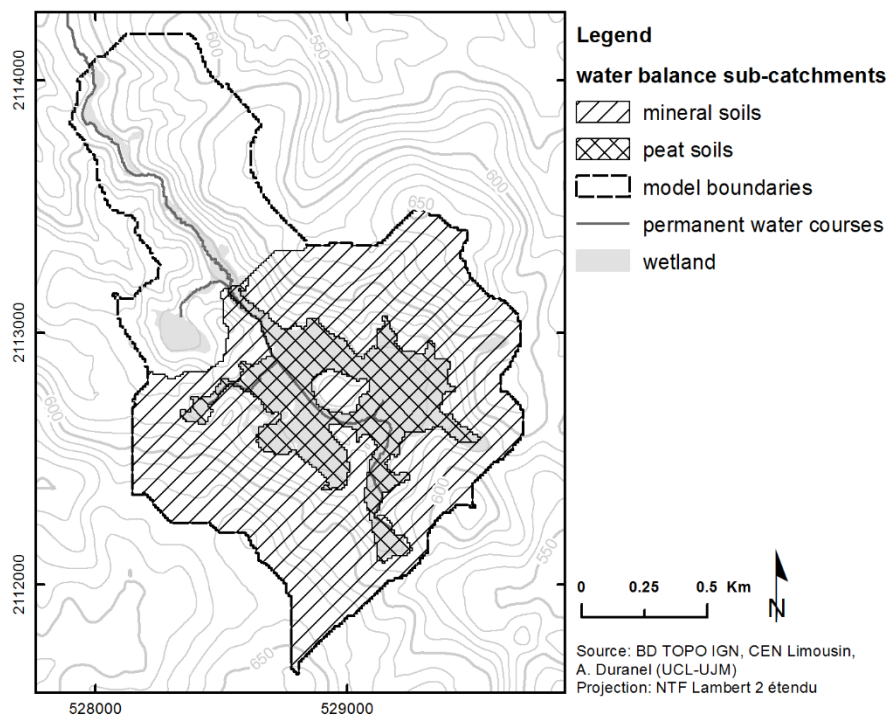 2114000
2113000
2112000
528000
529000
600
550
600
650
600
600
600
550
650
Legend
water balance sub-catchments
mineral soils
peat soils
model boundaries
permanent water courses
wetland
0 0.25 0.5 Km
N
Source: BD TOPO IGN, CEN Limousin,
A. Duranel (UCL-UJM)
Projection: NTF Lambert 2 étendu